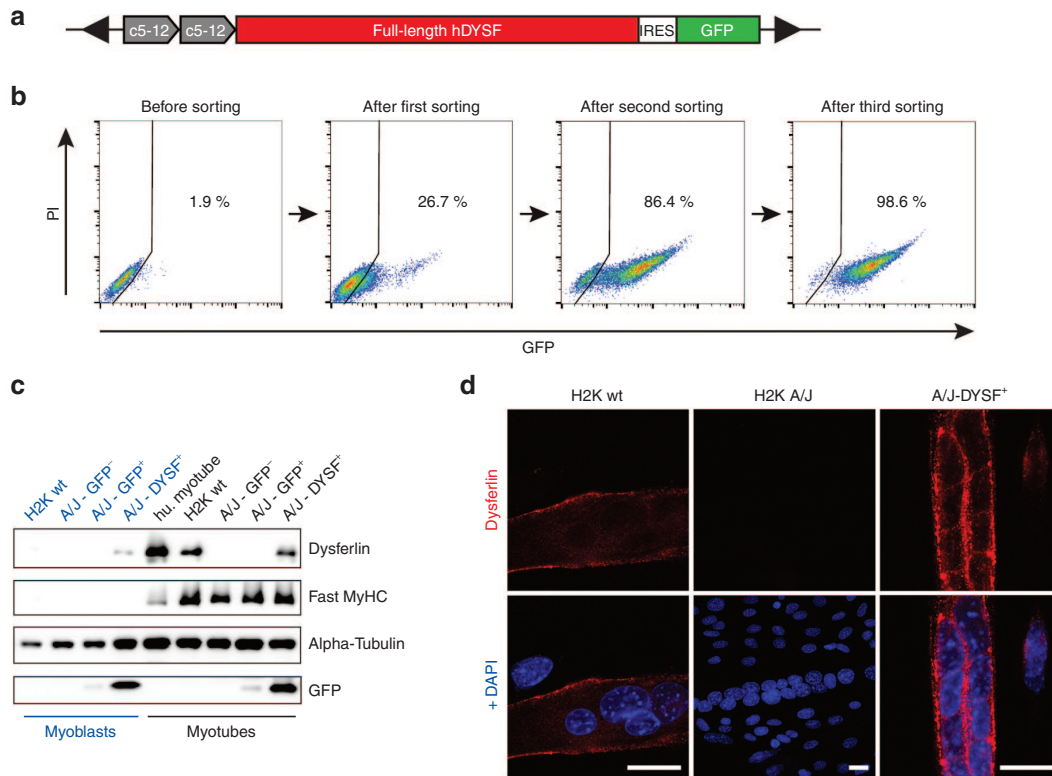 a
c5-12 c5-12 Full-length hDYSF IRES GFP
b
Before sorting After first sorting After second sorting After third sorting
PI
1.9 % 26.7 % 86.4 % 98.6 %
GFP
c
H2K wt
A/J - GFP⁻
A/J - GFP⁺
A/J - DYSF⁺
hu. myotube
H2K wt
A/J - GFP⁻
A/J - GFP⁺
A/J - DYSF⁺
Dysferlin
Fast MyHC
Alpha-Tubulin
GFP
Myoblasts Myotubes
d
H2K wt H2K A/J A/J-DYSF⁺
Dysferlin
+ DAPI